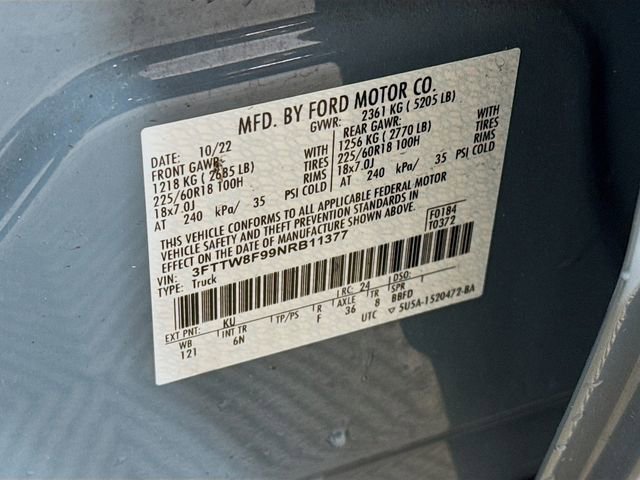 MFD. BY FORD MOTOR CO.
DATE: 10/22 GVWR: 2361 KG ( 5205 LB)
FRONT GAWR: WITH REAR GAWR: WITH
1218 KG ( 2685 LB) TIRES 1256 KG ( 2770 LB) TIRES
225/60R18 100H RIMS 225/60R18 100H RIMS
18x7.0J 18x7.0J
AT 240 kPa/ 35 PSI COLD AT 240 kPa/ 35 PSI COLD
THIS VEHICLE CONFORMS TO ALL APPLICABLE FEDERAL MOTOR
VEHICLE SAFETY AND THEFT PREVENTION STANDARDS IN
EFFECT ON THE DATE OF MANUFACTURE SHOWN ABOVE.
VIN: 3FTTW8F99NRB11377
TYPE: Truck
F0184
T0372
EXT PNT: KU LRC: 24 DSO:
WB INT TR TP/PS R AXLE TR SPR
121 6N F 36 8 BBFD
UTC 5U5A-1520472-BA